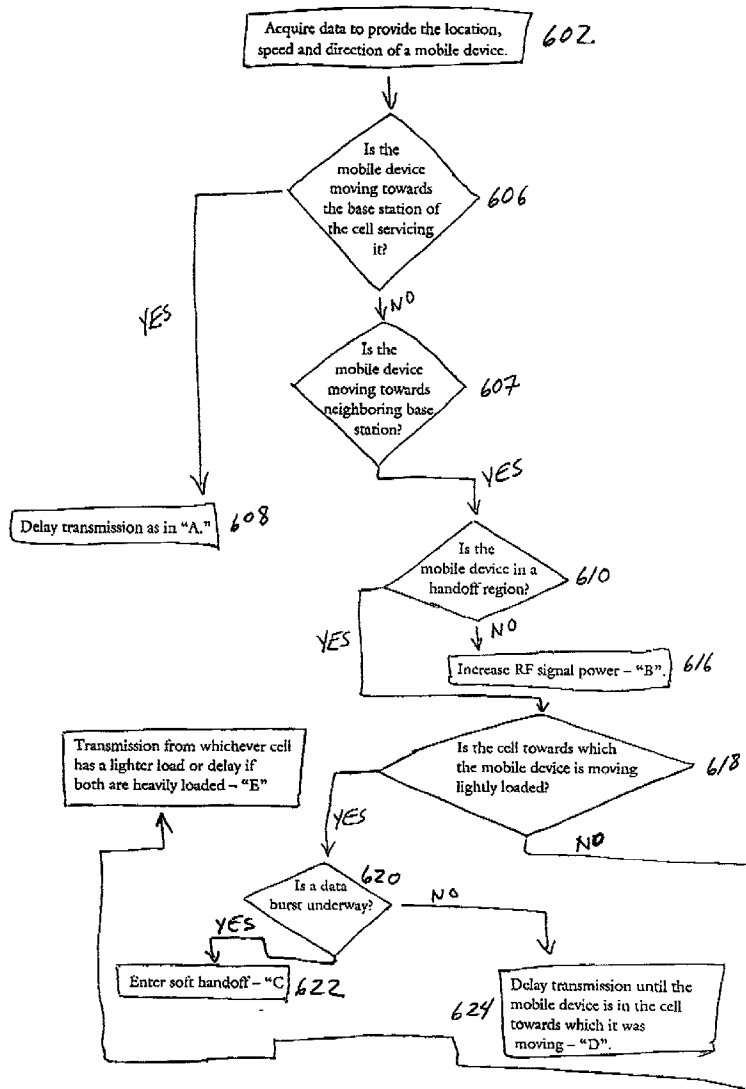 Acquire data to provide the location,
speed and direction of a mobile device.
602
Is the
mobile device
moving towards
the base station of
the cell servicing
it?
606
YES
NO
Is the
mobile device
moving towards
neighboring base
station?
607
YES
Delay transmission as in “A.”
608
Is the
mobile device in a
handoff region?
610
YES
NO
Increase RF signal power – “B”.
616
Transmission from whichever cell
has a lighter load or delay if
both are heavily loaded – “E”
Is the cell towards which
the mobile device is moving
lightly loaded?
618
YES
NO
Is a data
burst underway?
620
YES
NO
Enter soft handoff – “C
622
Delay transmission until the
mobile device is in the cell
towards which it was
moving – “D”.
624